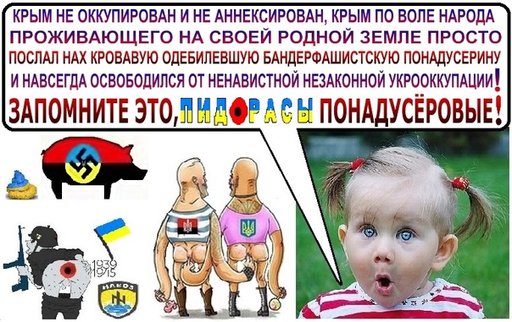 КРЫМ НЕ ОККУПИРОВАН И НЕ АННЕКСИРОВАН, КРЫМ ПО ВОЛЕ НАРОДА
ПРОЖИВАЮЩЕГО НА СВОЕЙ РОДНОЙ ЗЕМЛЕ ПРОСТО
ПОСЛАЛ НАХ КРОВАВУЮ ОДЕБИЛЕВШУЮ БАНДЕРФАШИСТСКУЮ ПОНАДУСЕРИНУ
И НАВСЕГДА ОСВОБОДИЛСЯ ОТ НЕНАВИСТНОЙ НЕЗАКОННОЙ УКРООККУПАЦИИ!
ЗАПОМНИТЕ ЭТО, ПИДОРАСЫ ПОНАДУСЁРОВЫЕ!
1939
1945